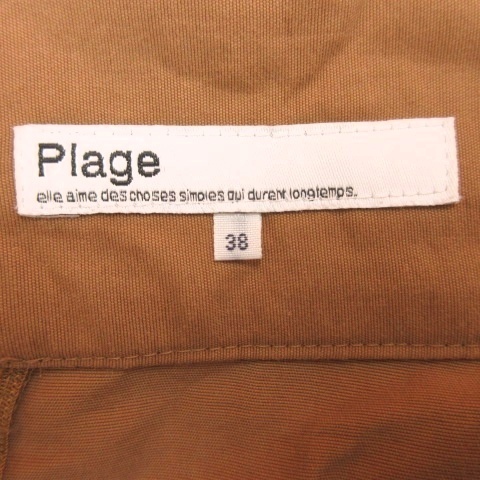 Plage
elle aime des choses simples qui durent longtemps.
38